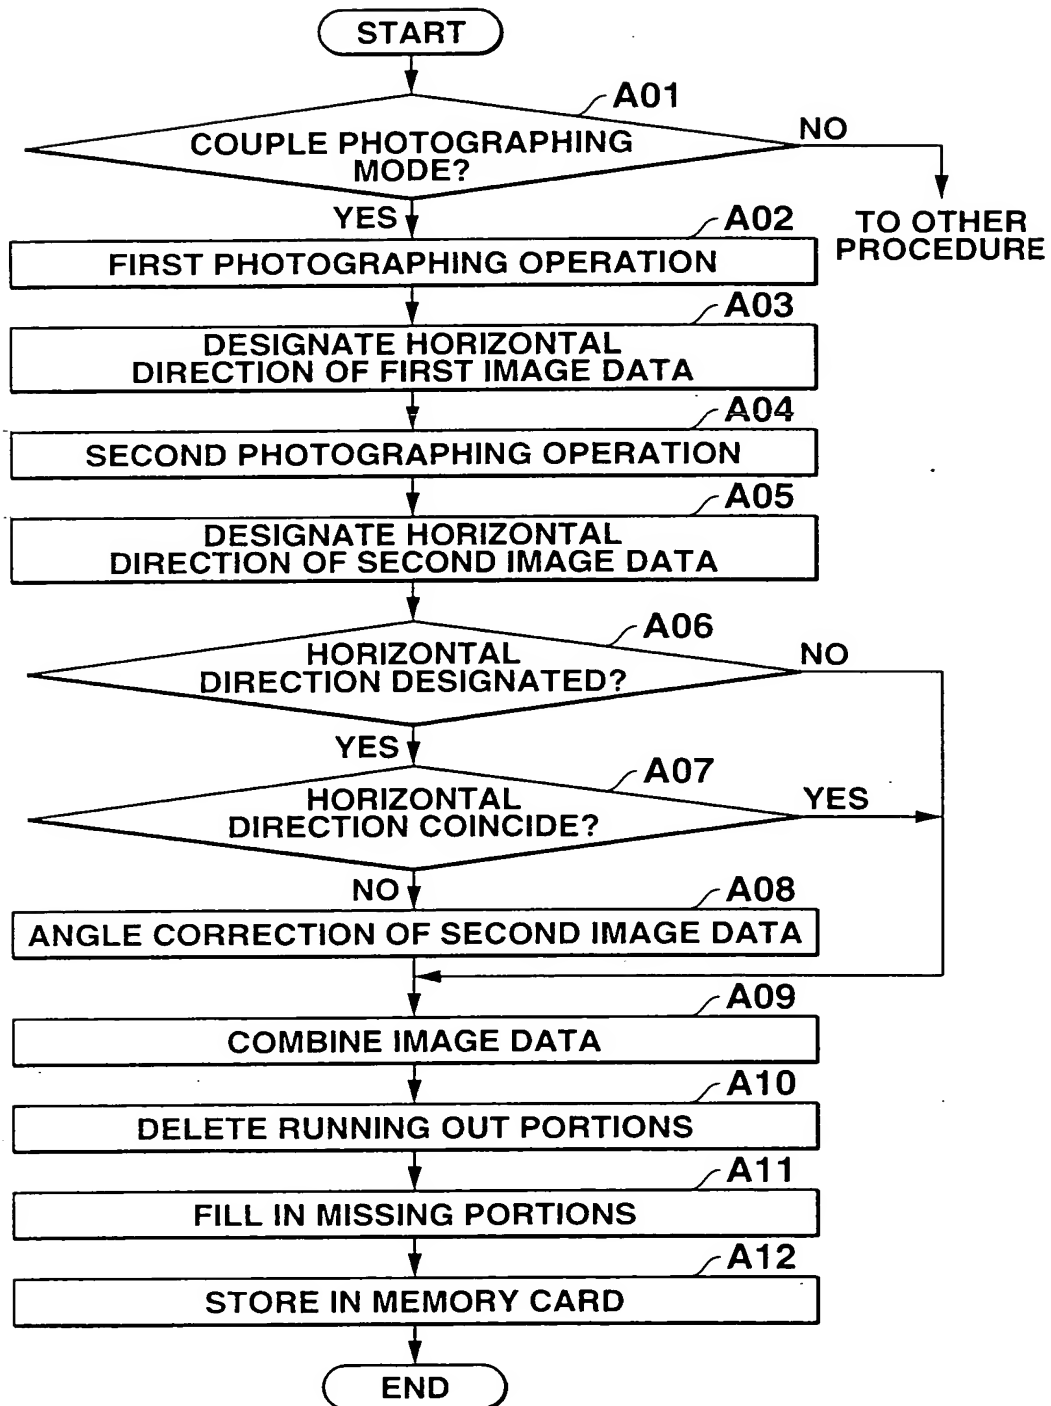 START
A01
COUPLE PHOTOGRAPHING
MODE?
NO
YES
TO OTHER
PROCEDURE
A02
FIRST PHOTOGRAPHING OPERATION
A03
DESIGNATE HORIZONTAL
DIRECTION OF FIRST IMAGE DATA
A04
SECOND PHOTOGRAPHING OPERATION
A05
DESIGNATE HORIZONTAL
DIRECTION OF SECOND IMAGE DATA
A06
HORIZONTAL
DIRECTION DESIGNATED?
NO
YES
A07
HORIZONTAL
DIRECTION COINCIDE?
YES
NO
A08
ANGLE CORRECTION OF SECOND IMAGE DATA
A09
COMBINE IMAGE DATA
A10
DELETE RUNNING OUT PORTIONS
A11
FILL IN MISSING PORTIONS
A12
STORE IN MEMORY CARD
END